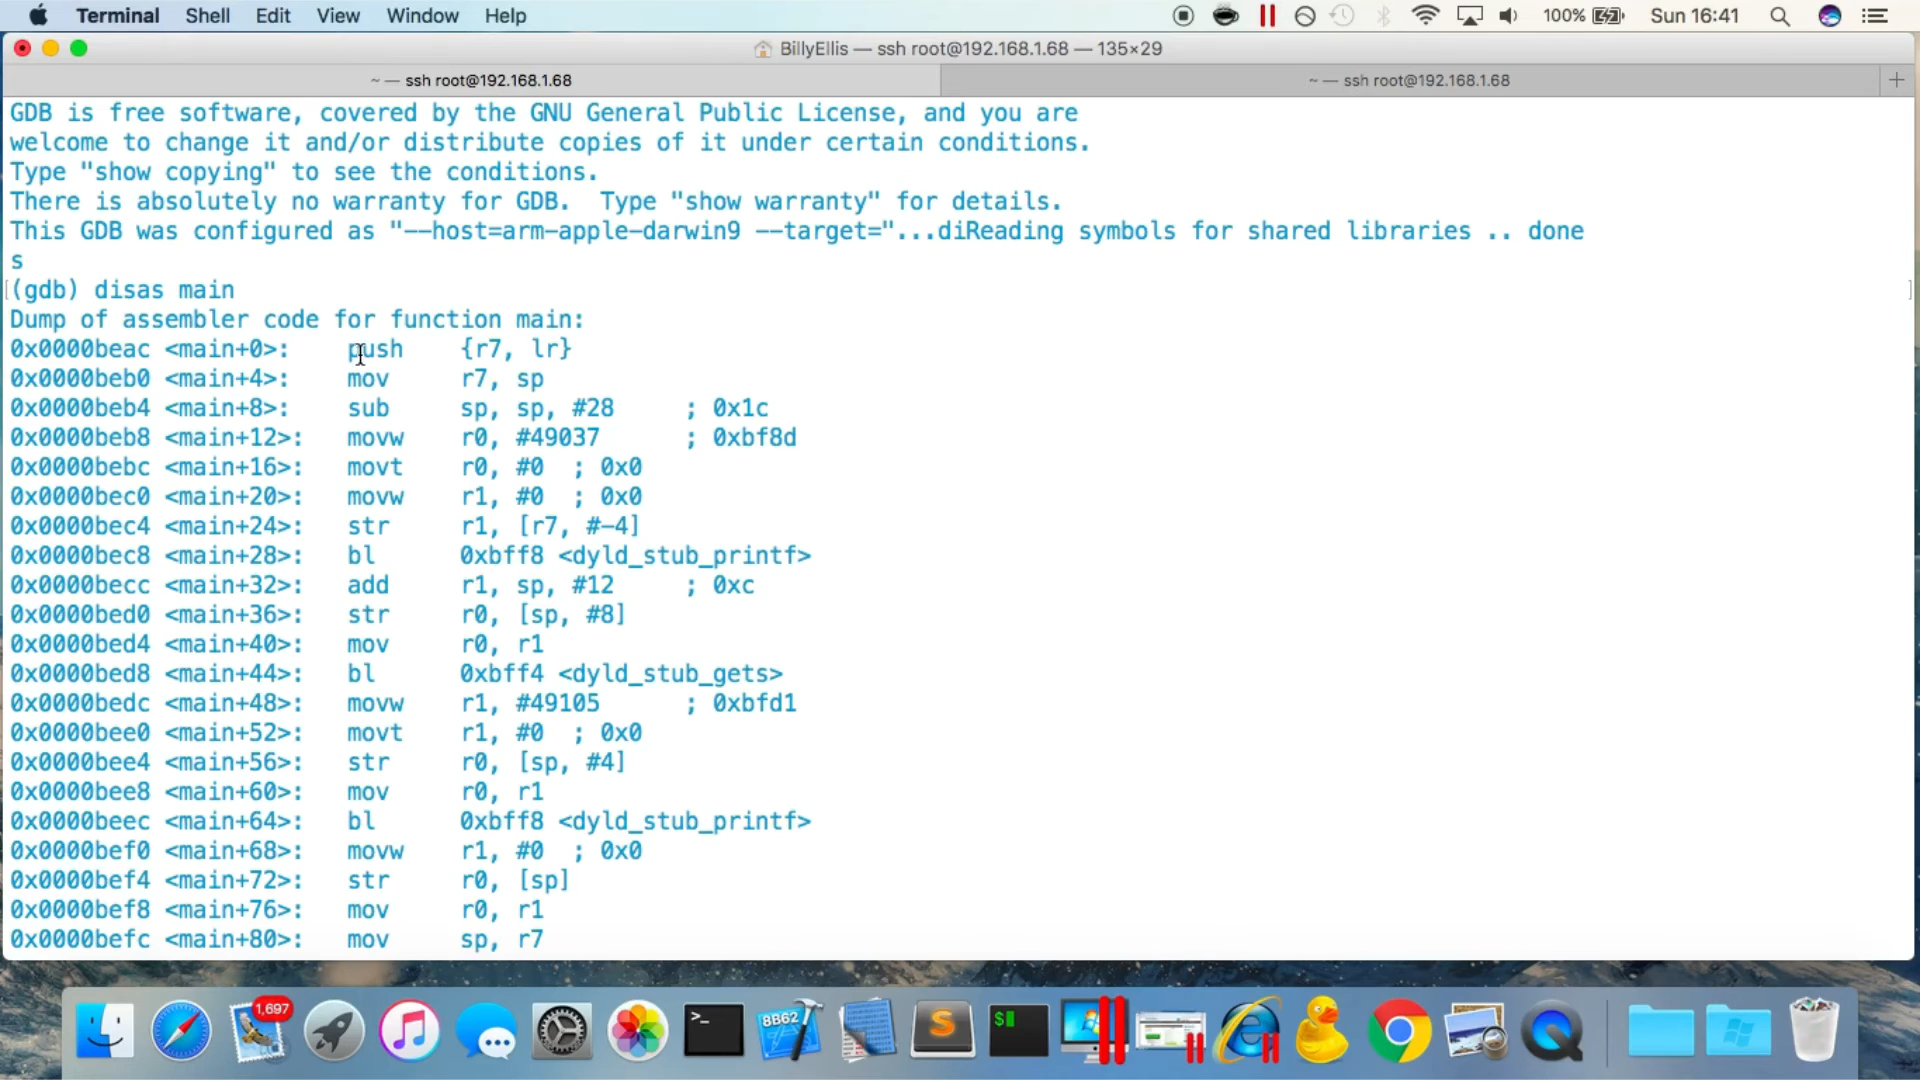 Terminal Shell Edit View Window Help 100% Sun 16:41
BillyEllis — ssh root@192.168.1.68 — 135×29
~ — ssh root@192.168.1.68 ~ — ssh root@192.168.1.68 +
GDB is free software, covered by the GNU General Public License, and you are
welcome to change it and/or distribute copies of it under certain conditions.
Type "show copying" to see the conditions.
There is absolutely no warranty for GDB.  Type "show warranty" for details.
This GDB was configured as "--host=arm-apple-darwin9 --target="...diReading symbols for shared libraries .. done
s
(gdb) disas main
Dump of assembler code for function main:
0x0000beac <main+0>: push {r7, lr}
0x0000beb0 <main+4>: mov r7, sp
0x0000beb4 <main+8>: sub sp, sp, #28 ; 0x1c
0x0000beb8 <main+12>: movw r0, #49037 ; 0xbf8d
0x0000bebc <main+16>: movt r0, #0 ; 0x0
0x0000bec0 <main+20>: movw r1, #0 ; 0x0
0x0000bec4 <main+24>: str r1, [r7, #-4]
0x0000bec8 <main+28>: bl 0xbff8 <dyld_stub_printf>
0x0000becc <main+32>: add r1, sp, #12 ; 0xc
0x0000bed0 <main+36>: str r0, [sp, #8]
0x0000bed4 <main+40>: mov r0, r1
0x0000bed8 <main+44>: bl 0xbff4 <dyld_stub_gets>
0x0000bedc <main+48>: movw r1, #49105 ; 0xbfd1
0x0000bee0 <main+52>: movt r1, #0 ; 0x0
0x0000bee4 <main+56>: str r0, [sp, #4]
0x0000bee8 <main+60>: mov r0, r1
0x0000beec <main+64>: bl 0xbff8 <dyld_stub_printf>
0x0000bef0 <main+68>: movw r1, #0 ; 0x0
0x0000bef4 <main+72>: str r0, [sp]
0x0000bef8 <main+76>: mov r0, r1
0x0000befc <main+80>: mov sp, r7
1,697
>_
8B62
S
$